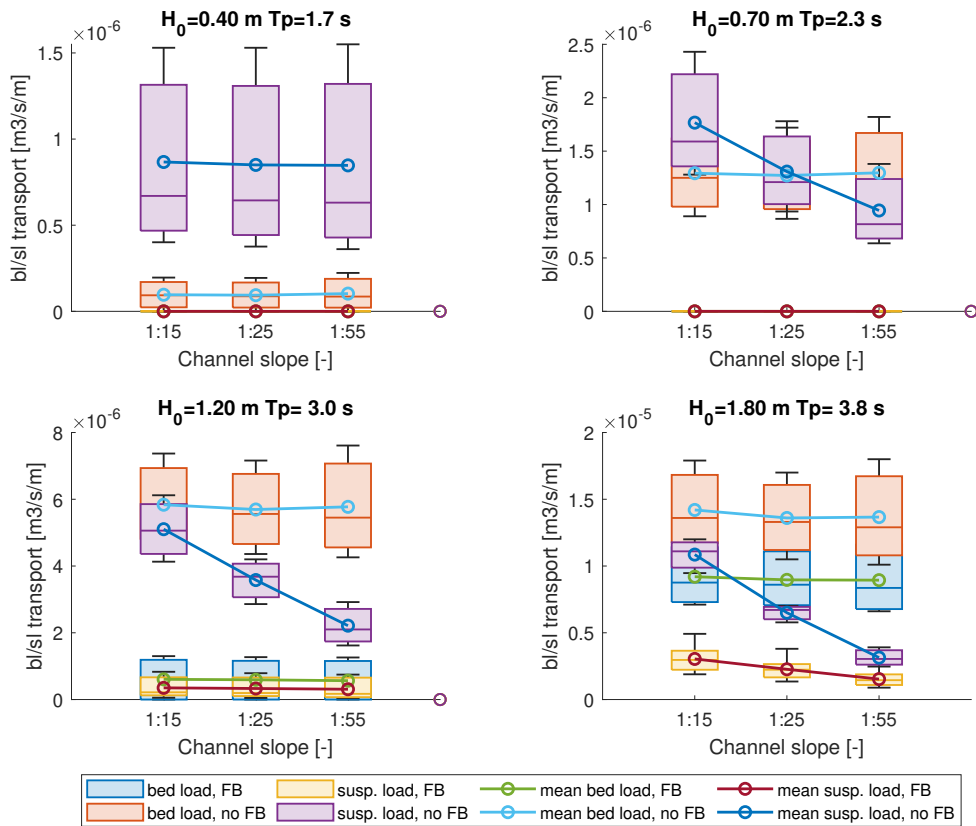 H_0=0.40 m Tp=1.7 s
×10^-6
bl/sl transport [m3/s/m]
1.5
1
0.5
0
1:15 1:25 1:55
Channel slope [-]
H_0=0.70 m Tp=2.3 s
×10^-6
bl/sl transport [m3/s/m]
2.5
2
1.5
1
0.5
0
1:15 1:25 1:55
Channel slope [-]
H_0=1.20 m Tp= 3.0 s
×10^-6
bl/sl transport [m3/s/m]
8
6
4
2
0
1:15 1:25 1:55
Channel slope [-]
H_0=1.80 m Tp= 3.8 s
×10^-5
bl/sl transport [m3/s/m]
2
1.5
1
0.5
0
1:15 1:25 1:55
Channel slope [-]
bed load, FB susp. load, FB mean bed load, FB mean susp. load, FB
bed load, no FB susp. load, no FB mean bed load, no FB mean susp. load, no FB